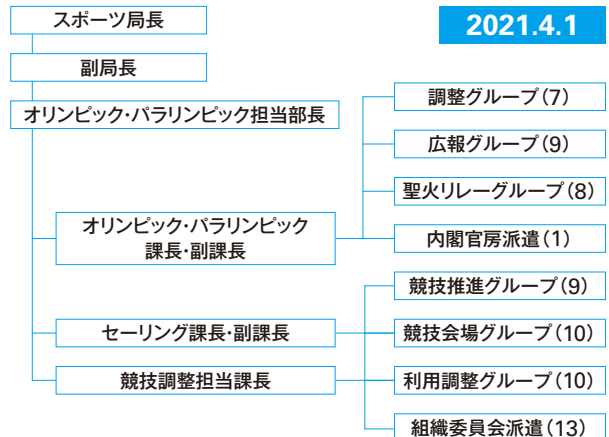 スポーツ局長
2021.4.1
副局長
オリンピック・パラリンピック担当部長
調整グループ(7)
広報グループ(9)
聖火リレーグループ(8)
オリンピック・パラリンピック
課長・副課長
内閣官房派遣(1)
競技推進グループ(9)
セーリング課長・副課長
競技会場グループ(10)
競技調整担当課長
利用調整グループ(10)
組織委員会派遣(13)